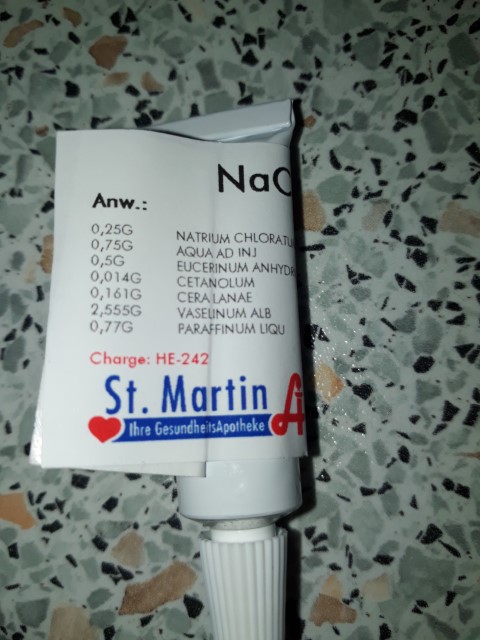 NaC
Anw.:
0,25G NATRIUM CHLORATU
0,75G AQUA AD INJ
0,5G EUCERINUM ANHYDR
0,014G CETANOLUM
0,161G CERA LANAE
2,555G VASELINUM ALB
0,77G PARAFFINUM LIQU
Charge: HE-242
St. Martin
Ihre GesundheitsApotheke